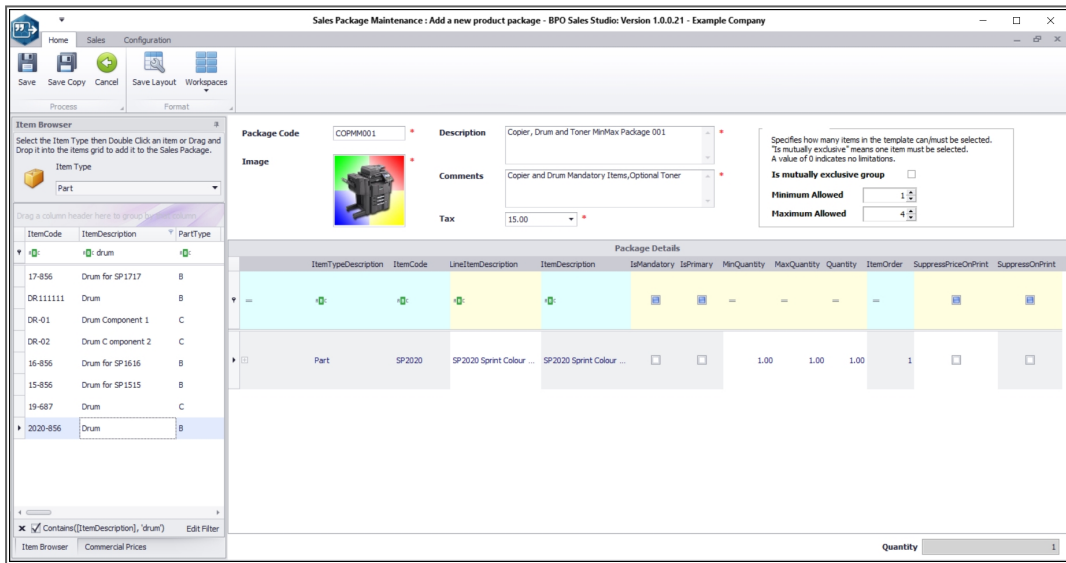 Sales Package Maintenance : Add a new product package - BPO Sales Studio: Version 1.0.0.21 - Example Company
Home Sales Configuration
Save Save Copy Cancel Save Layout Workspaces
Process Format
Item Browser
Select the Item Type then Double Click an item or Drag and
Drop it into the items grid to add it to the Sales Package.
Item Type
Part
Drag a column header here to group by that column
ItemCode ItemDescription PartType
drum
17-856 Drum for SP1717 B
DR111111 Drum B
DR-01 Drum Component 1 C
DR-02 Drum C omponent 2 C
16-856 Drum for SP1616 B
15-856 Drum for SP1515 B
19-687 Drum C
2020-856 Drum B
Contains([ItemDescription], 'drum') Edit Filter
Item Browser Commercial Prices
Package Code COPMM001 *
Image *
Description Copier, Drum and Toner MinMax Package 001 *
Comments Copier and Drum Mandatory Items,Optional Toner *
Tax 15.00 *
Specifies how many items in the template can/must be selected.
"Is mutually exclusive" means one item must be selected.
A value of 0 indicates no limitations.
Is mutually exclusive group
Minimum Allowed 1
Maximum Allowed 4
Package Details
ItemTypeDescription ItemCode LineItemDescription ItemDescription IsMandatory IsPrimary MinQuantity MaxQuantity Quantity ItemOrder SuppressPriceOnPrint SuppressOnPrint
= = = = =
Part SP2020 SP2020 Sprint Colour ... SP2020 Sprint Colour ... 1.00 1.00 1.00 1
Quantity 1